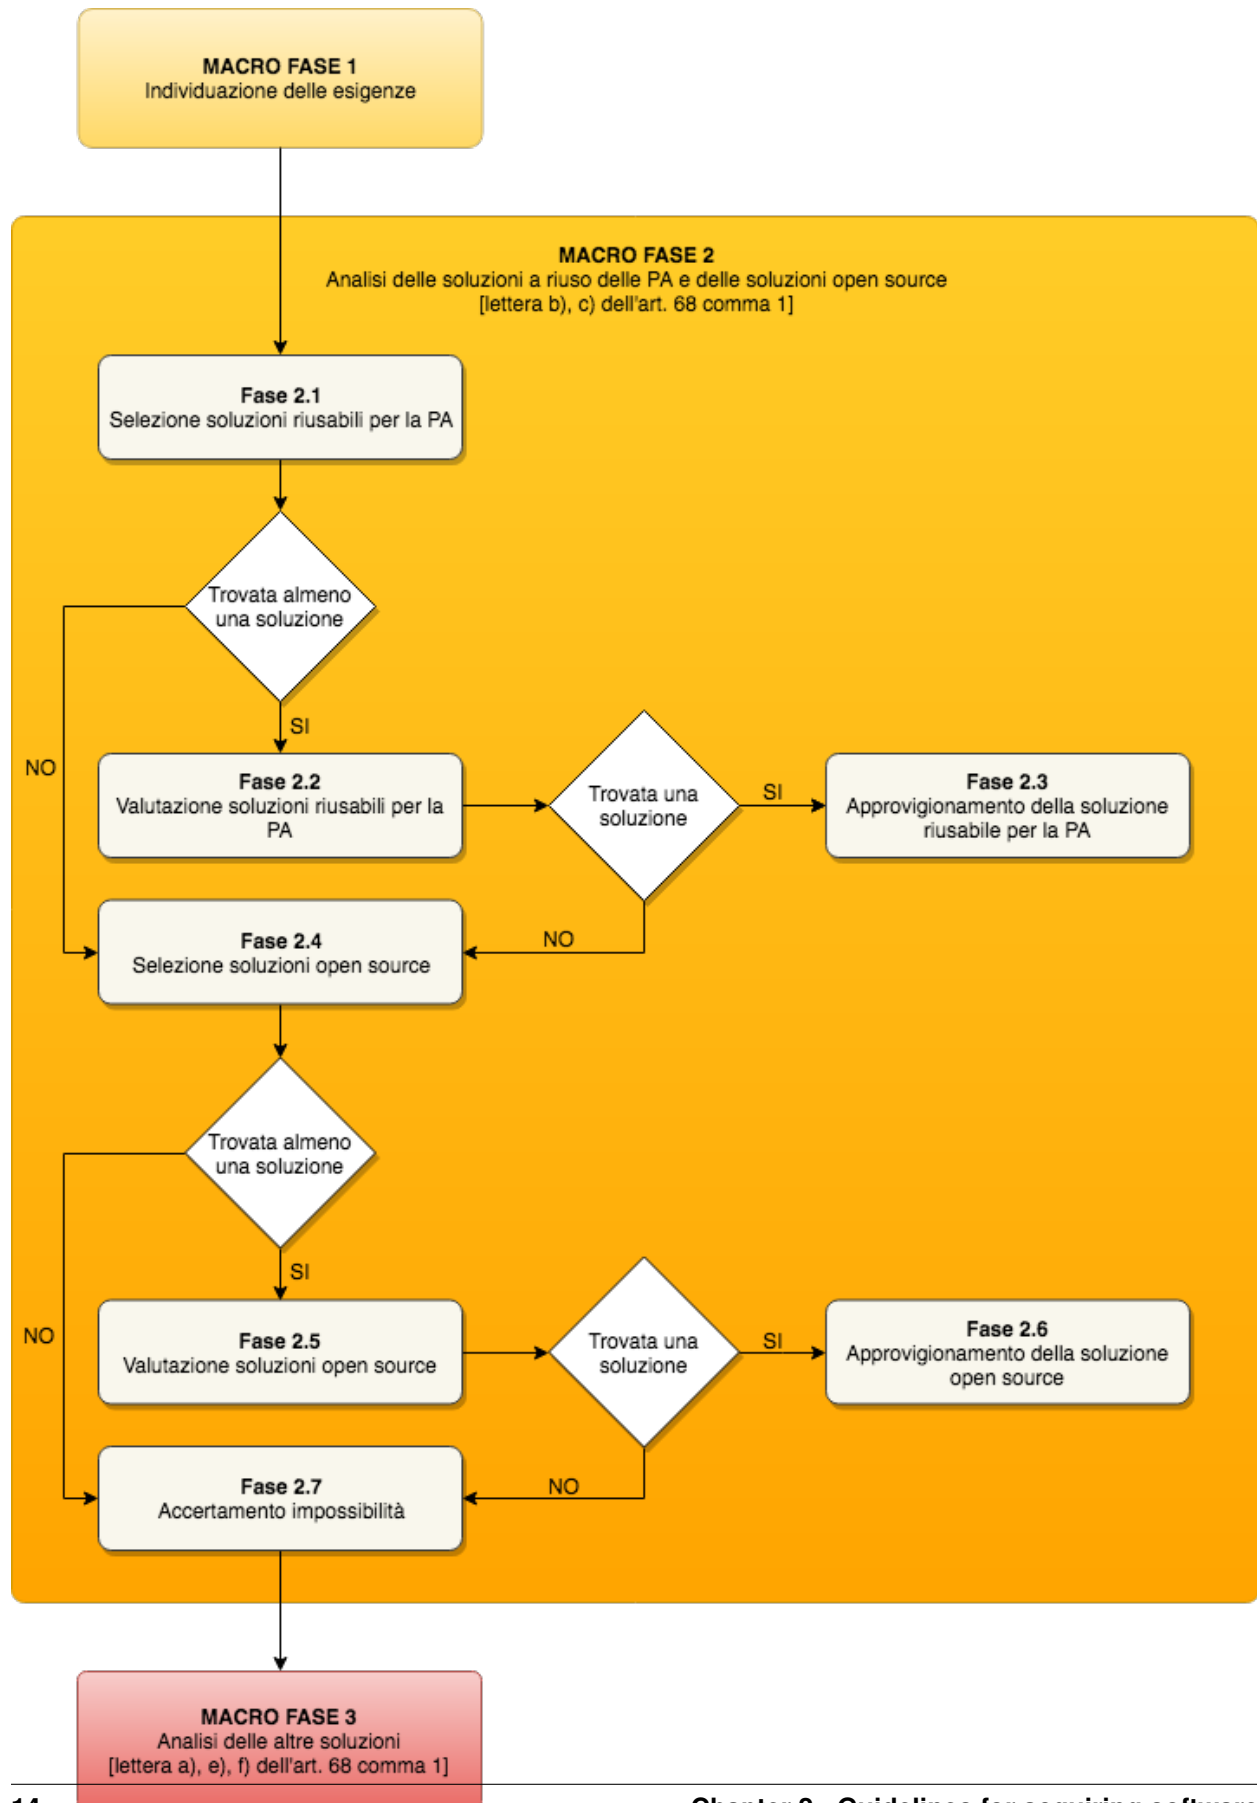 MACRO FASE 1
Individuazione delle esigenze
MACRO FASE 2
Analisi delle soluzioni a riuso delle PA e delle soluzioni open source
[lettera b), c) dell'art. 68 comma 1]
Fase 2.1
Selezione soluzioni riusabili per la PA
Trovata almeno
una soluzione
SI
NO
Fase 2.2
Valutazione soluzioni riusabili per la
PA
Trovata una
soluzione
SI
Fase 2.3
Approvigionamento della soluzione
riusabile per la PA
NO
Fase 2.4
Selezione soluzioni open source
Trovata almeno
una soluzione
SI
NO
Fase 2.5
Valutazione soluzioni open source
Trovata una
soluzione
SI
Fase 2.6
Approvigionamento della soluzione
open source
NO
Fase 2.7
Accertamento impossibilità
MACRO FASE 3
Analisi delle altre soluzioni
[lettera a), e), f) dell'art. 68 comma 1]
14
Guidelines for acquiring software